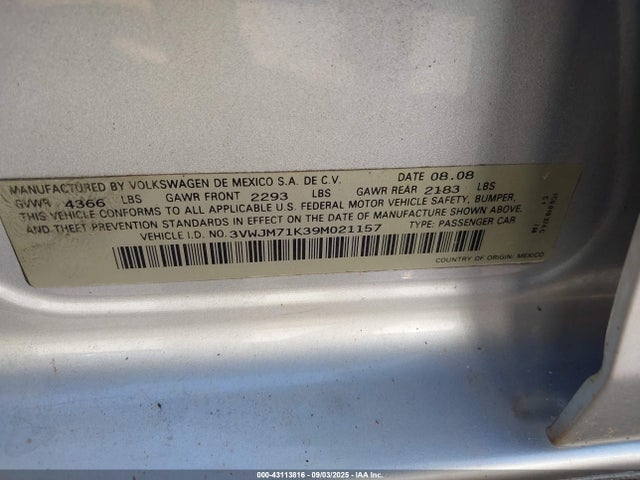 MANUFACTURED BY VOLKSWAGEN DE MEXICO S.A. DE C.V. DATE 08.08
GVWR 4366 LBS GAWR FRONT 2293 LBS GAWR REAR 2183 LBS
THIS VEHICLE CONFORMS TO ALL APPLICABLE U.S. FEDERAL MOTOR VEHICLE SAFETY, BUMPER,
AND THEFT PREVENTION STANDARDS IN EFFECT ON THE DATE OF MANUFACTURE SHOWN ABOVE.
VEHICLE I.D. NO. 3VWJM71K39M021157 TYPE: PASSENGER CAR
COUNTRY OF ORIGIN: MEXICO
000-43113816 - 09/03/2025 - IAA Inc.